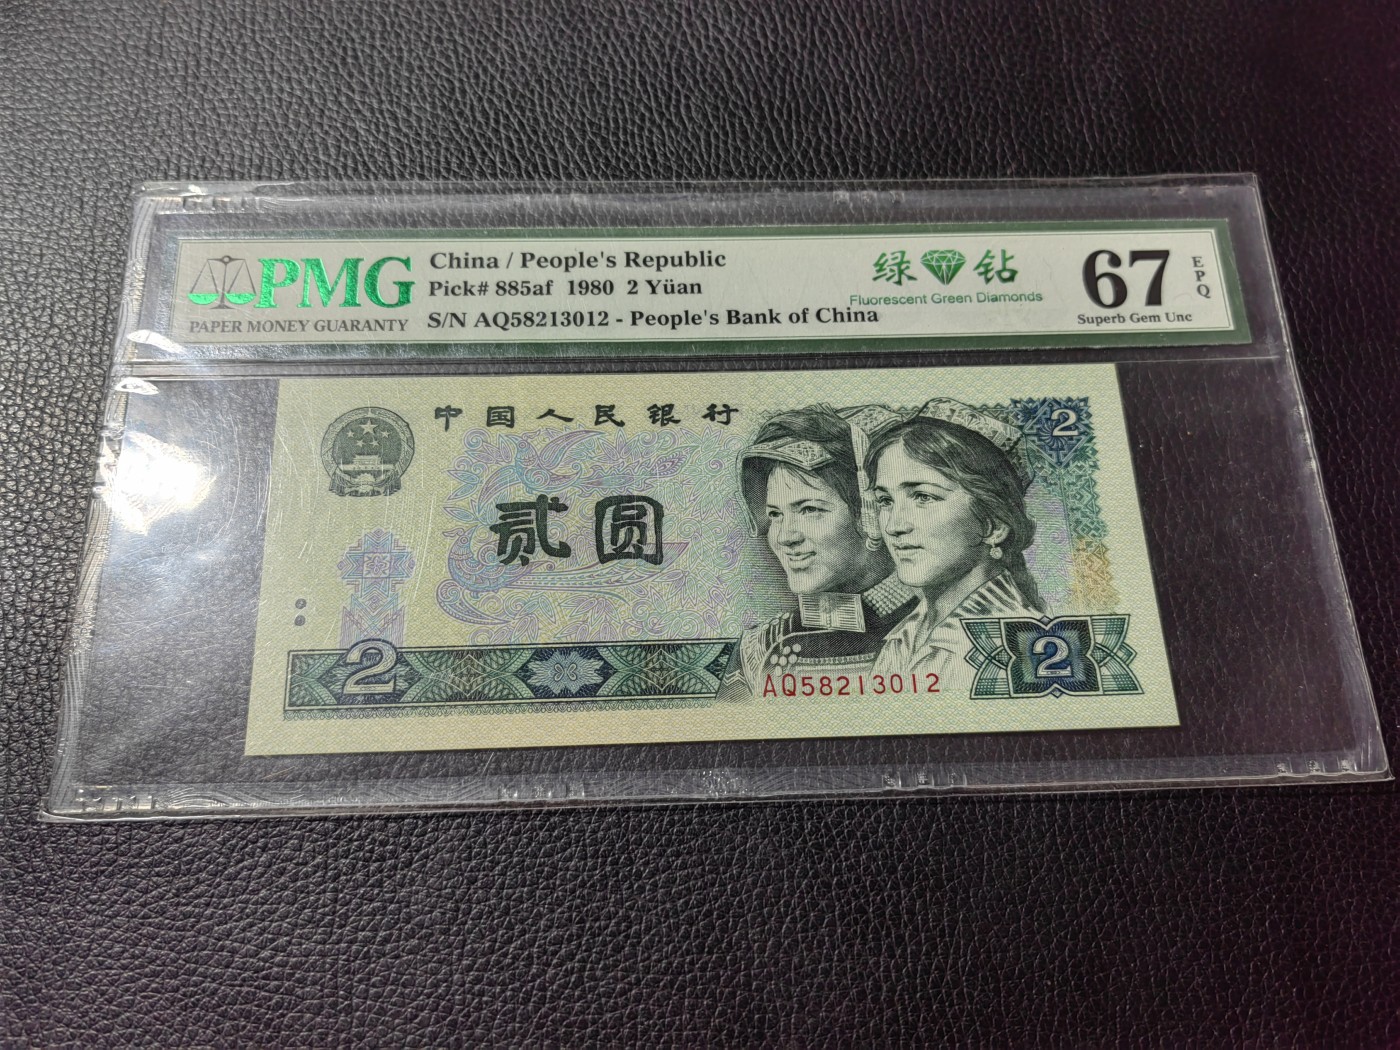 PMG
PAPER MONEY GUARANTY
China / People's Republic
Pick# 885af 1980 2 Yüan
S/N AQ58213012 - People's Bank of China
绿 钻
Fluorescent Green Diamonds
67
EPQ
Superb Gem Unc
中国人民银行
2
贰圆
2
AQ58213012
2